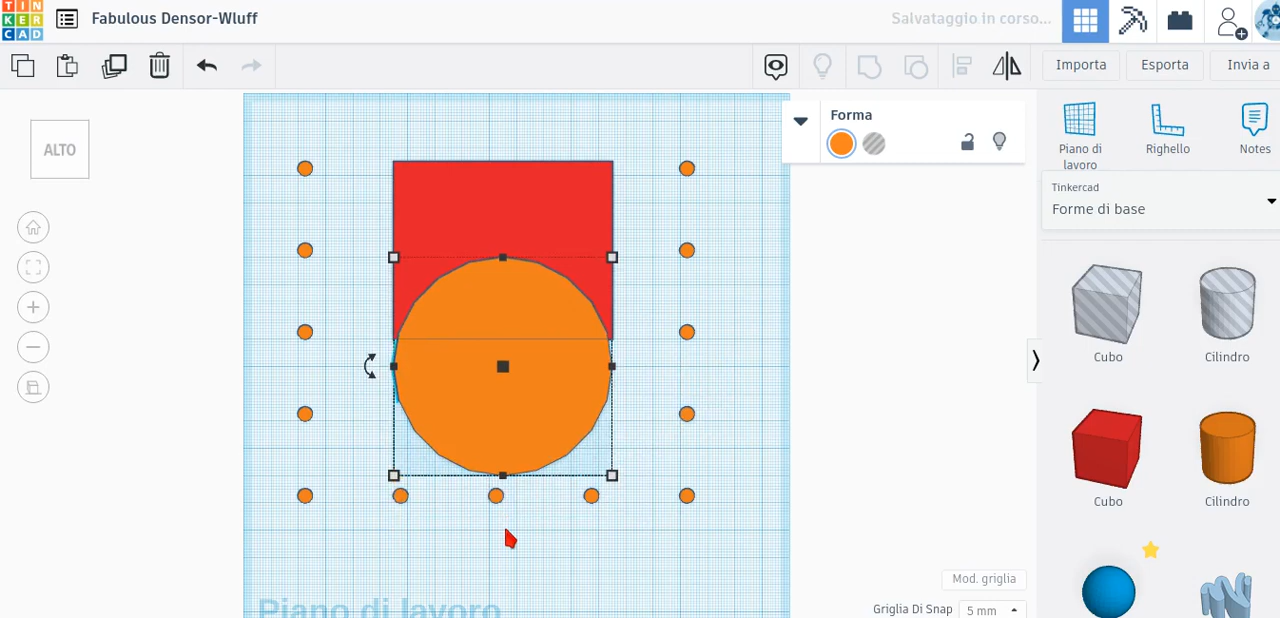 TIN
KER
CAD
Fabulous Densor-Wluff
Salvataggio in corso...
Importa
Esporta
Invia a
ALTO
Forma
Piano di
lavoro
Righello
Notes
Tinkercad
Forme di base
Cubo
Cilindro
Cubo
Cilindro
Mod. griglia
Griglia Di Snap
5 mm
Piano di lavoro